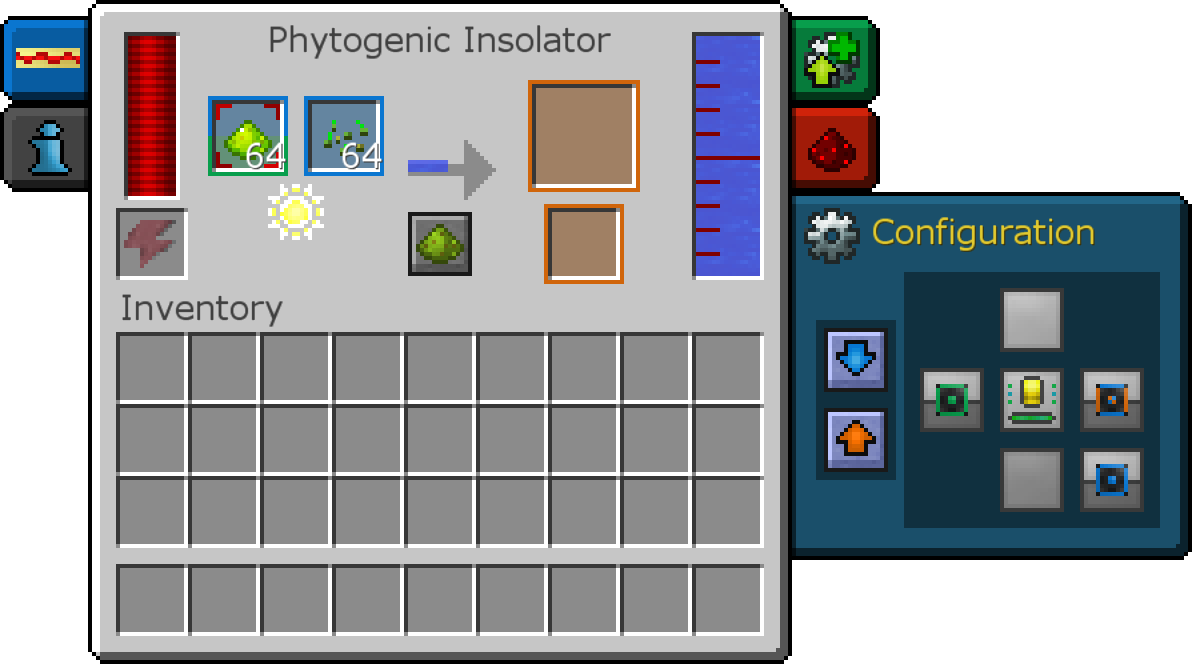 Phytogenic Insolator
64
64
Configuration
Inventory